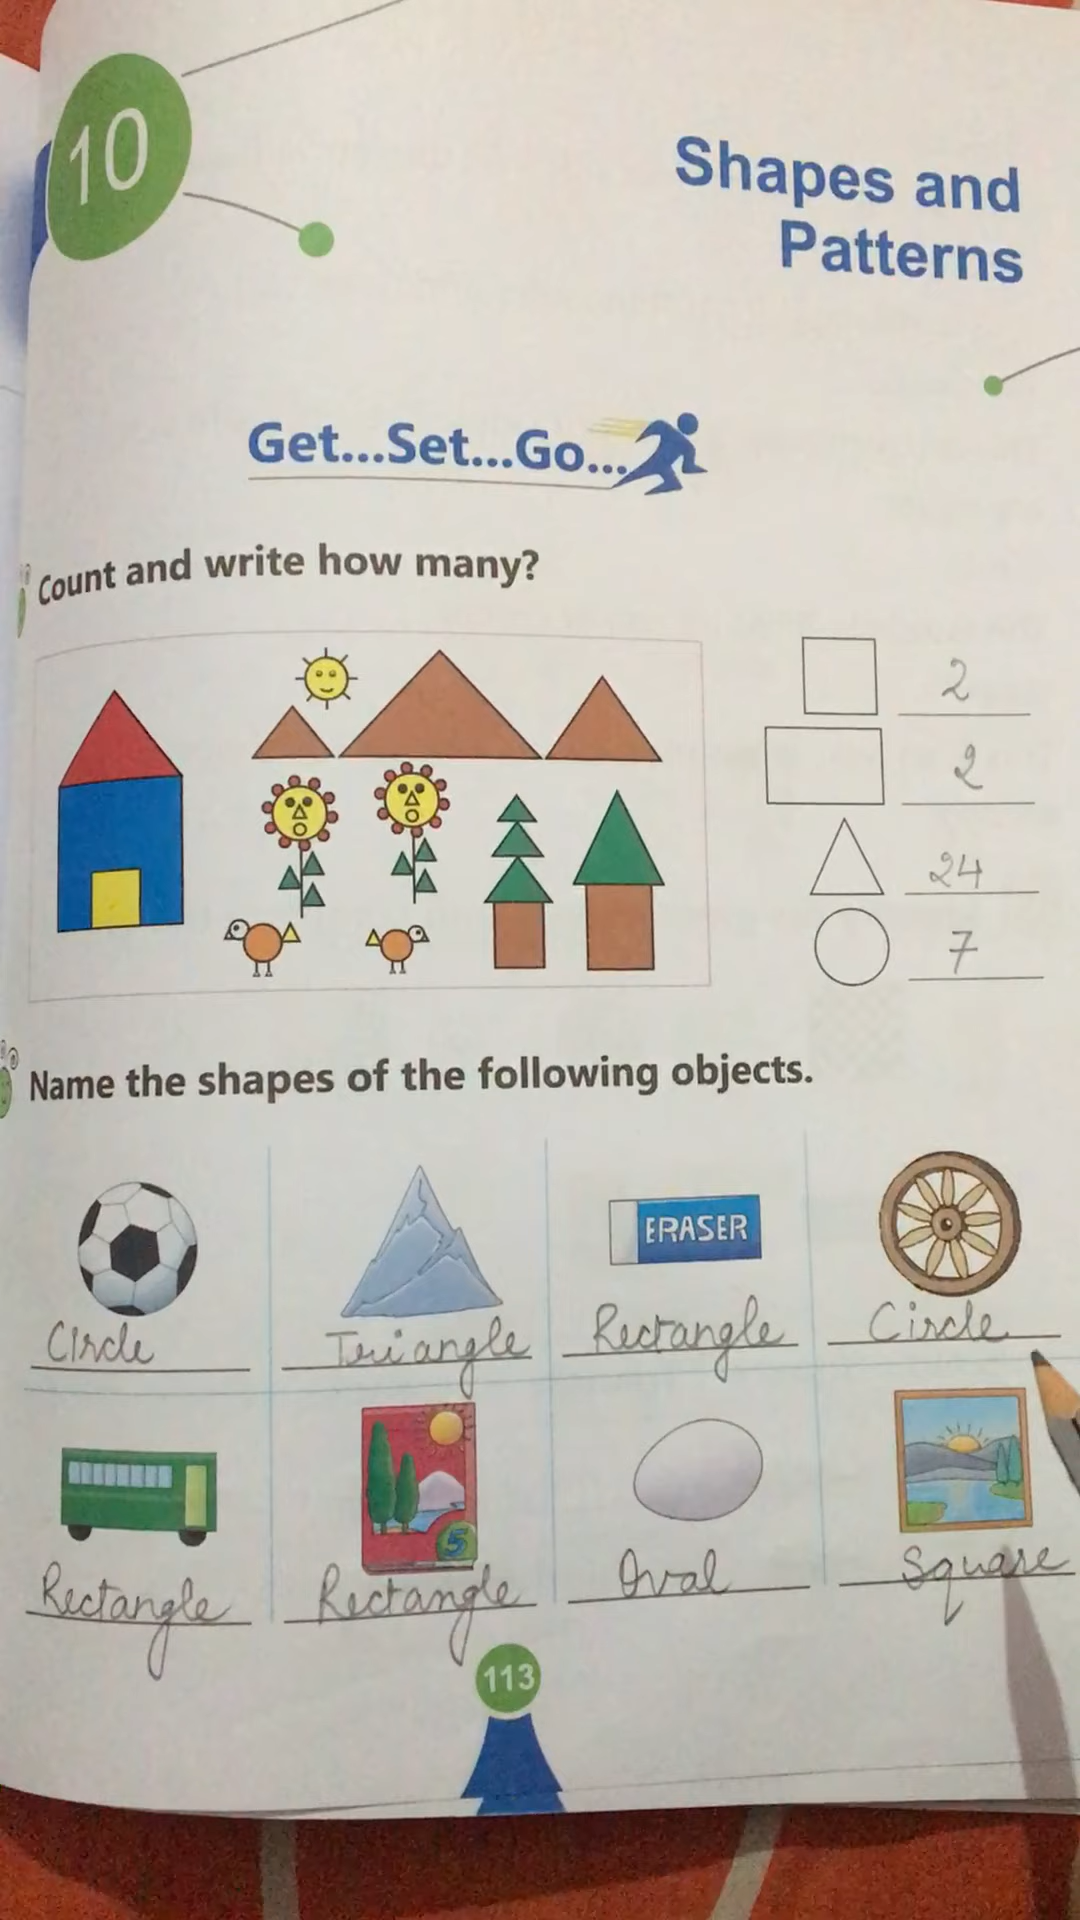 10
Shapes and
Patterns
Get...Set...Go...
Count and write how many?
2
2
24
7
Name the shapes of the following objects.
ERASER
Circle
Triangle
Rectangle
Circle
5
Rectangle
Rectangle
Oval
Square
113